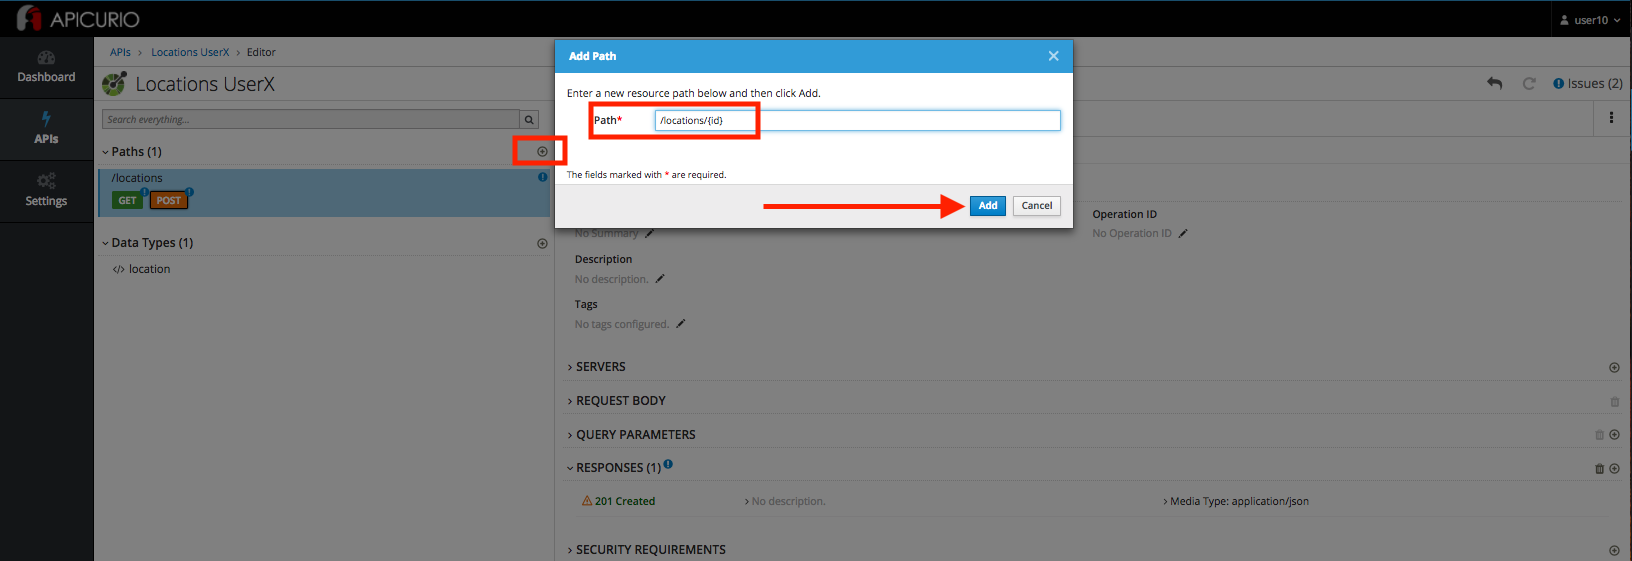 APICURIO
user10
Dashboard
APIs
Settings
APIs > Locations UserX > Editor
Locations UserX
Issues (2)
Search everything...
Paths (1)
/locations
GET POST
Data Types (1)
</> location
Add Path
Enter a new resource path below and then click Add.
Path* /locations/{id}
The fields marked with * are required.
Add Cancel
No Summary
Operation ID
No Operation ID
Description
No description.
Tags
No tags configured.
SERVERS
REQUEST BODY
QUERY PARAMETERS
RESPONSES (1)
201 Created > No description. > Media Type: application/json
SECURITY REQUIREMENTS